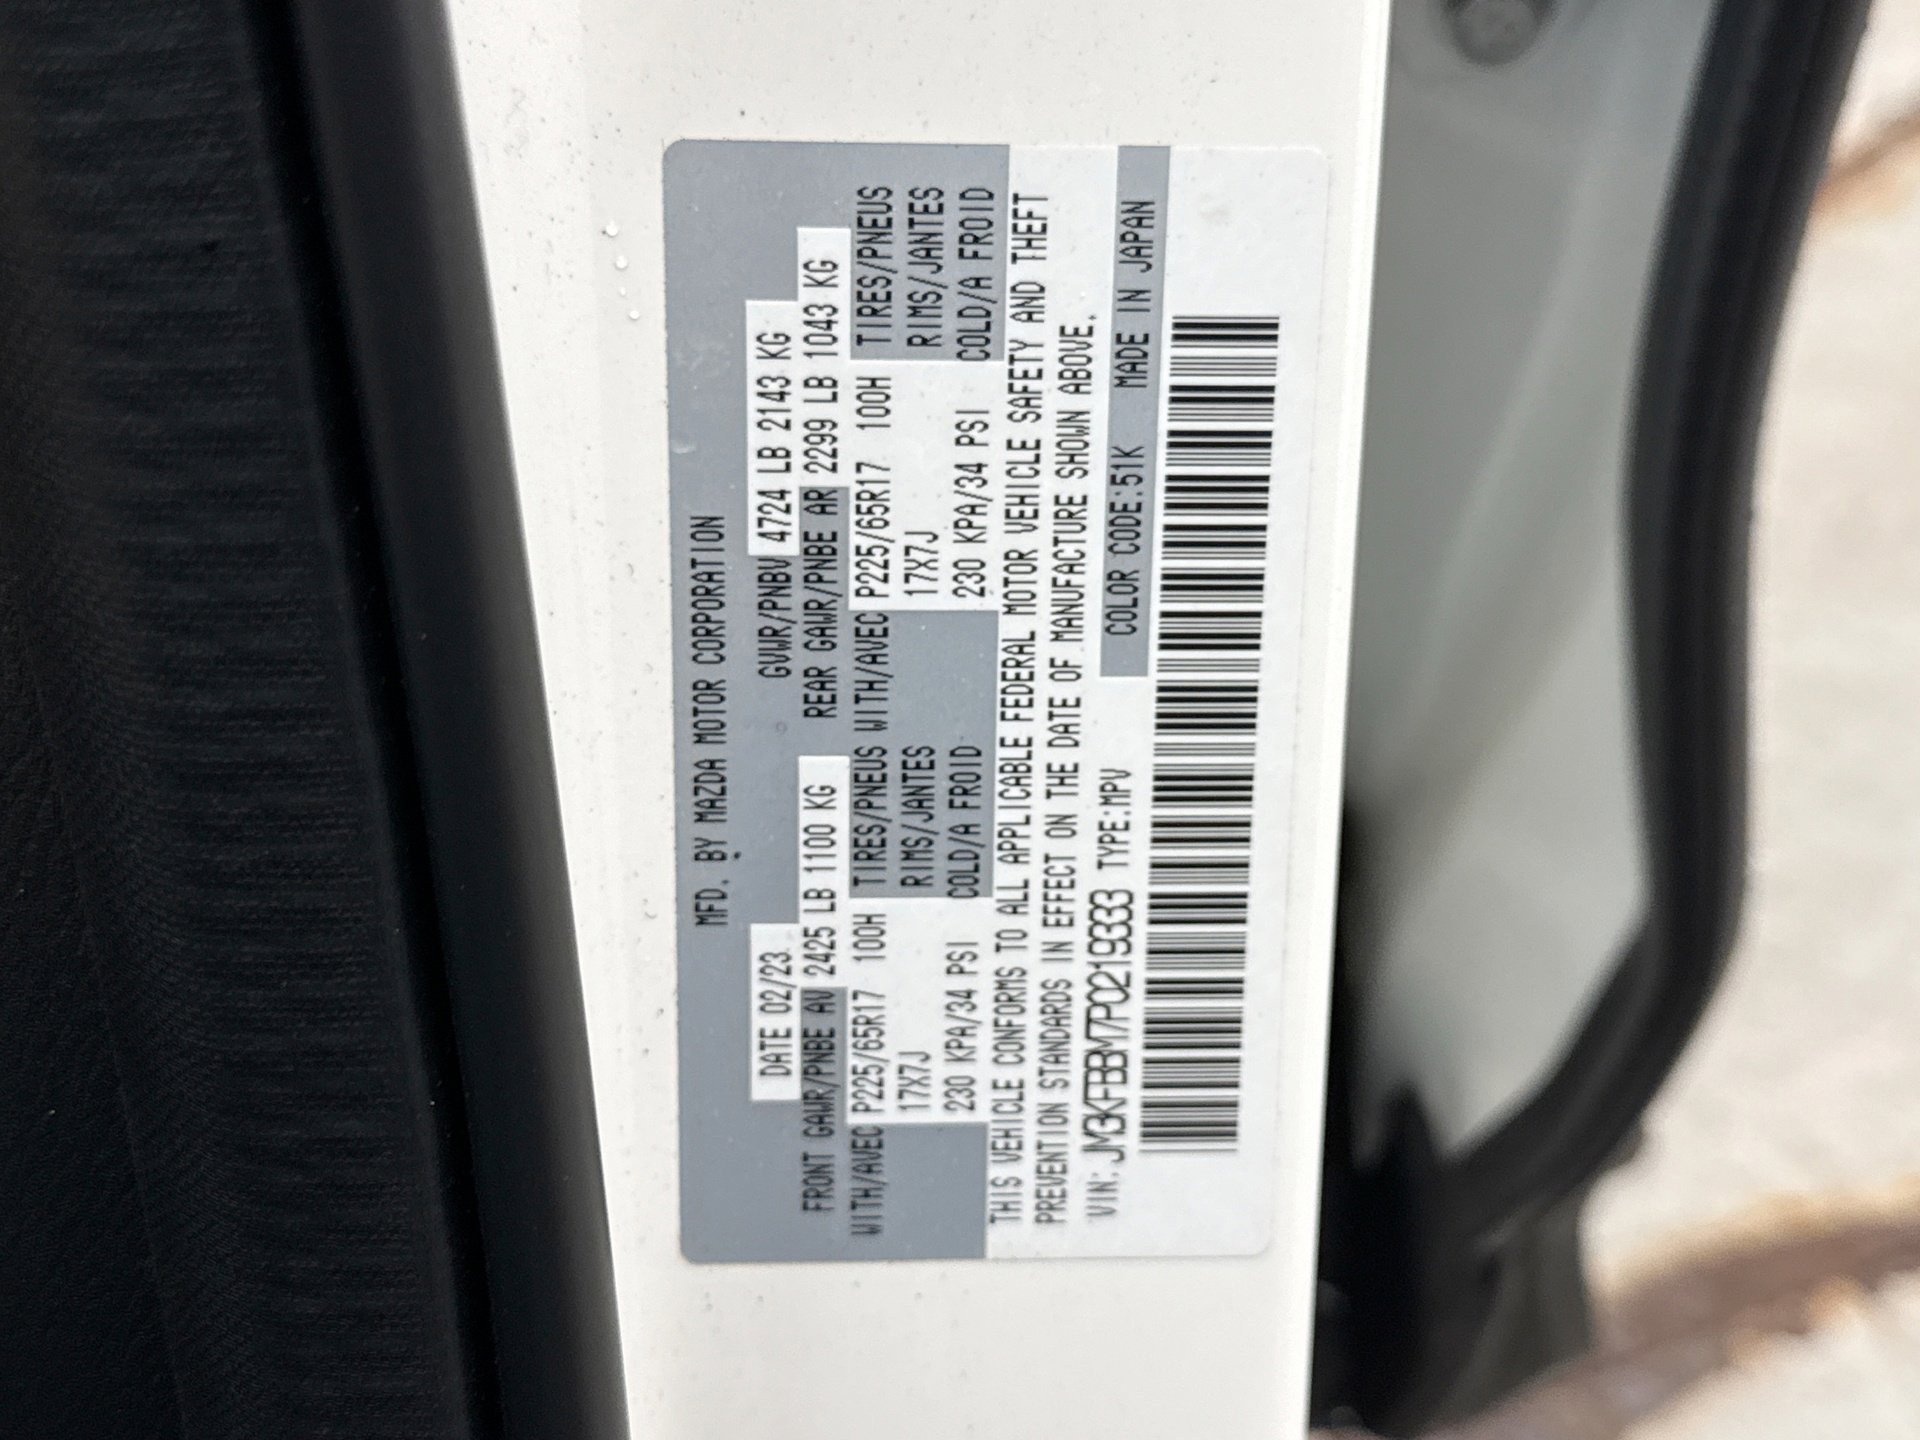 MFD. BY MAZDA MOTOR CORPORATION
DATE 02/23 GVWR/PNBV 4724 LB 2143 KG
FRONT GAWR/PNBE AV 2425 LB 1100 KG REAR GAWR/PNBE AR 2299 LB 1043 KG
WITH/AVEC P225/65R17 100H TIRES/PNEUS WITH/AVEC P225/65R17 100H TIRES/PNEUS
17X7J RIMS/JANTES 17X7J RIMS/JANTES
230 KPA/34 PSI COLD/A FROID 230 KPA/34 PSI COLD/A FROID
THIS VEHICLE CONFORMS TO ALL APPLICABLE FEDERAL MOTOR VEHICLE SAFETY AND THEFT
PREVENTION STANDARDS IN EFFECT ON THE DATE OF MANUFACTURE SHOWN ABOVE.
VIN: JM3KFBBM7P0219333 TYPE:MPV COLOR CODE:51K MADE IN JAPAN